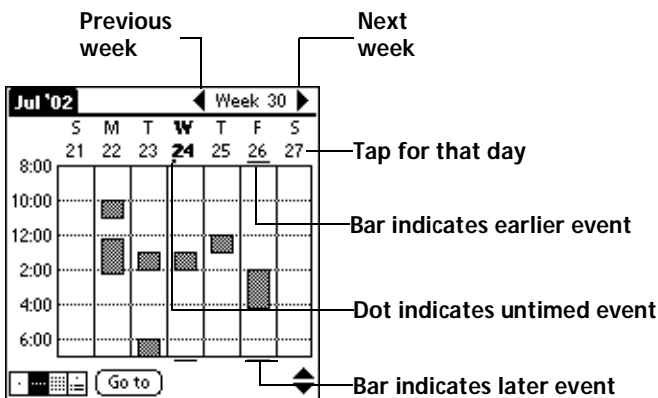 Previous week
Next week
Jul '02
Week 30
S M T W T F S
21 22 23 24 25 26 27
Tap for that day
8:00
10:00
Bar indicates earlier event
12:00
2:00
Dot indicates untimed event
4:00
6:00
Go to
Bar indicates later event